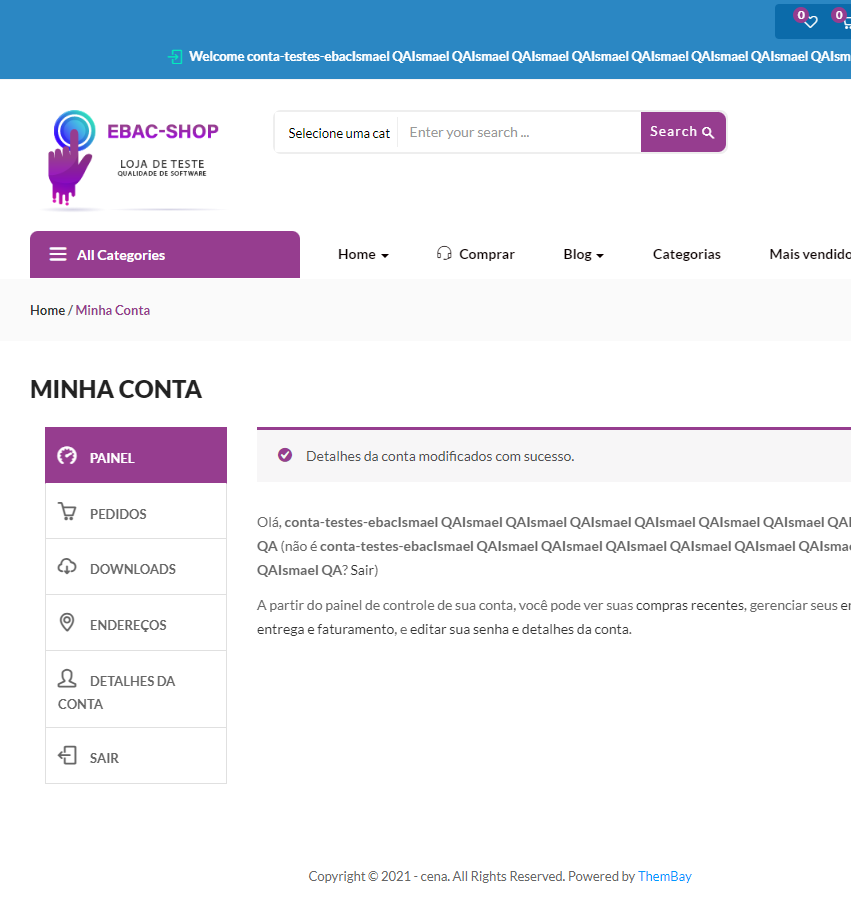 0 0
Welcome conta-testes-ebacIsmael QAIsmael QAIsmael QAIsmael QAIsmael QAIsmael QAIsmael QAIsmael QAIsm
EBAC-SHOP
LOJA DE TESTE
QUALIDADE DE SOFTWARE
Selecione uma cat Enter your search ... Search
All Categories Home Comprar Blog Categorias Mais vendido
Home / Minha Conta
MINHA CONTA
PAINEL
PEDIDOS
DOWNLOADS
ENDEREÇOS
DETALHES DA
CONTA
SAIR
Detalhes da conta modificados com sucesso.
Olá, conta-testes-ebacIsmael QAIsmael QAIsmael QAIsmael QAIsmael QAIsmael QAIsmael QAIsmael QAI
QA (não é conta-testes-ebacIsmael QAIsmael QAIsmael QAIsmael QAIsmael QAIsmael QAIsma
QAIsmael QA? Sair)
A partir do painel de controle de sua conta, você pode ver suas compras recentes, gerenciar seus
entrega e faturamento, e editar sua senha e detalhes da conta.
Copyright © 2021 - cena. All Rights Reserved. Powered by ThemBay